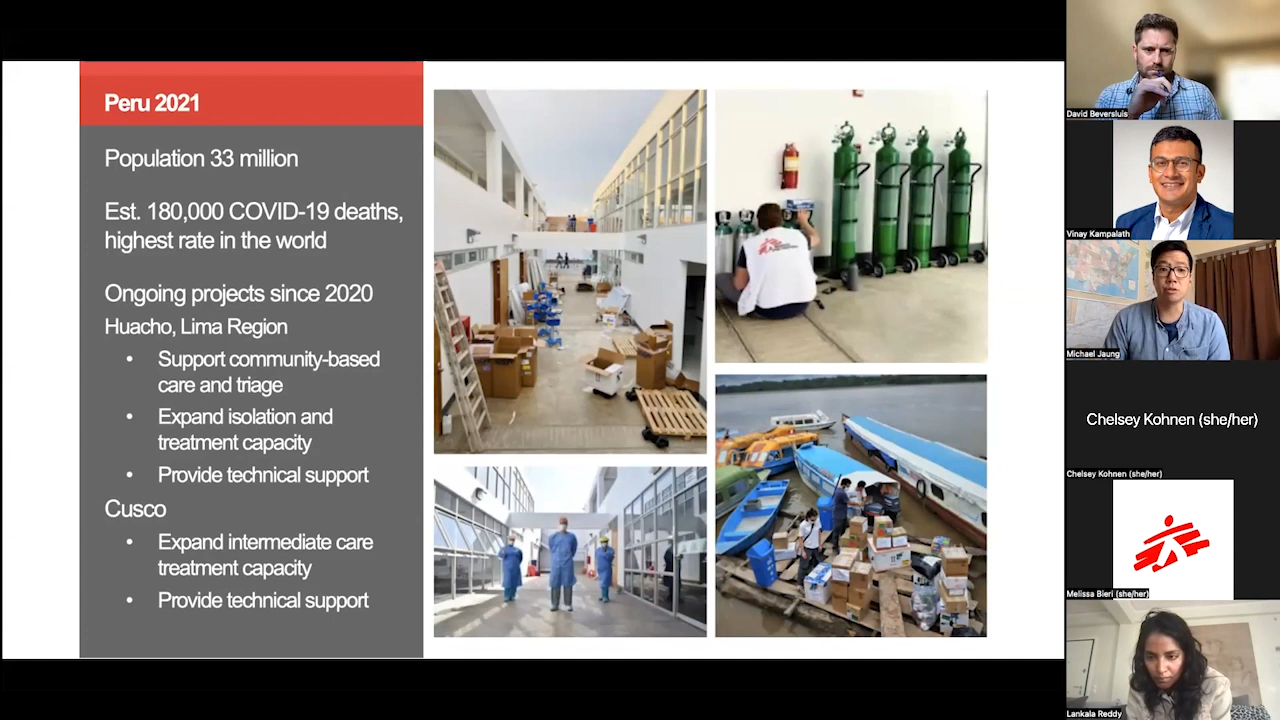 Peru 2021
Population 33 million
Est. 180,000 COVID-19 deaths,
highest rate in the world
Ongoing projects since 2020
Huacho, Lima Region
• Support community-based
care and triage
• Expand isolation and
treatment capacity
• Provide technical support
Cusco
• Expand intermediate care
treatment capacity
• Provide technical support
David Beversluis
Vinay Kampalath
Michael Jaung
Chelsey Kohnen (she/her)
Chelsey Kohnen (she/her)
Melissa Bieri (she/her)
Lankala Reddy